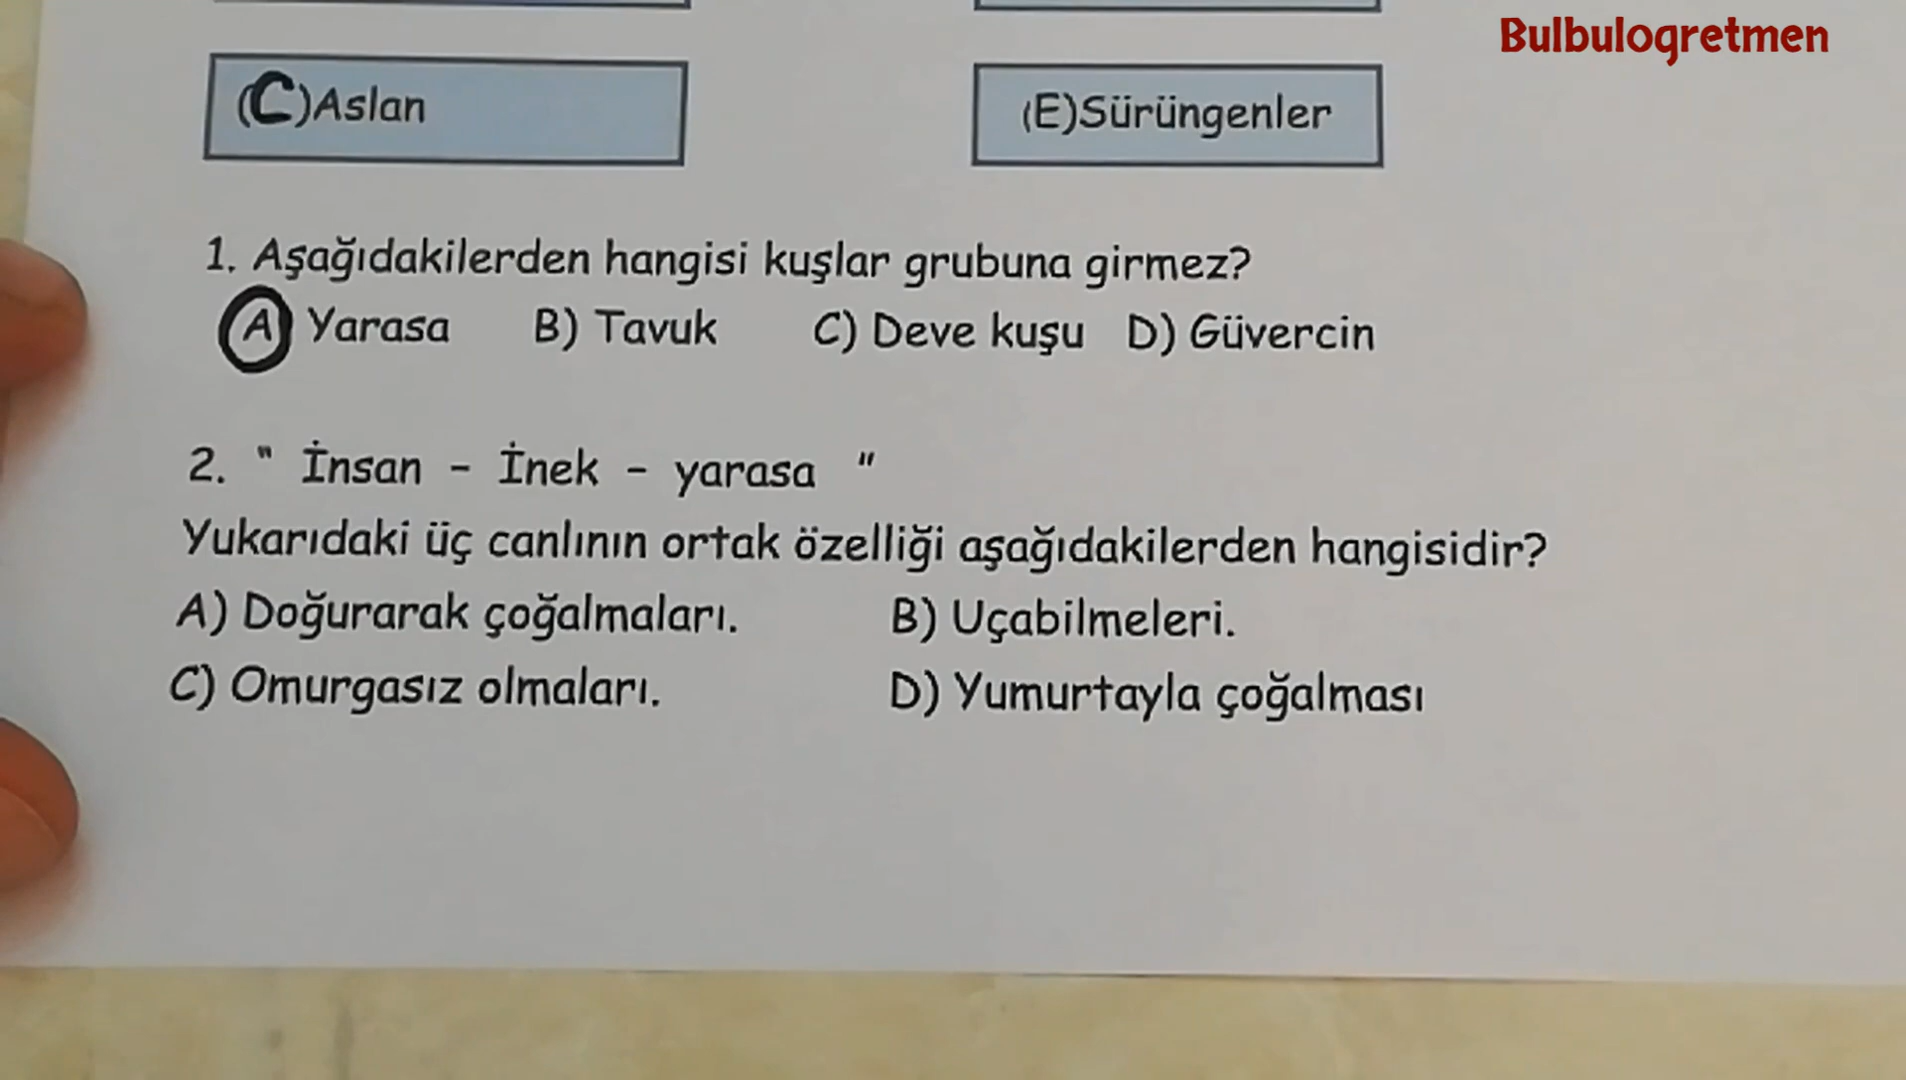 Bulbulogretmen
(C)Aslan
(E)Sürüngenler
1. Aşağıdakilerden hangisi kuşlar grubuna girmez?
A) Yarasa B) Tavuk C) Deve kuşu D) Güvercin
2. " İnsan - İnek - yarasa "
Yukarıdaki üç canlının ortak özelliği aşağıdakilerden hangisidir?
A) Doğurarak çoğalmaları. B) Uçabilmeleri.
C) Omurgasız olmaları. D) Yumurtayla çoğalması